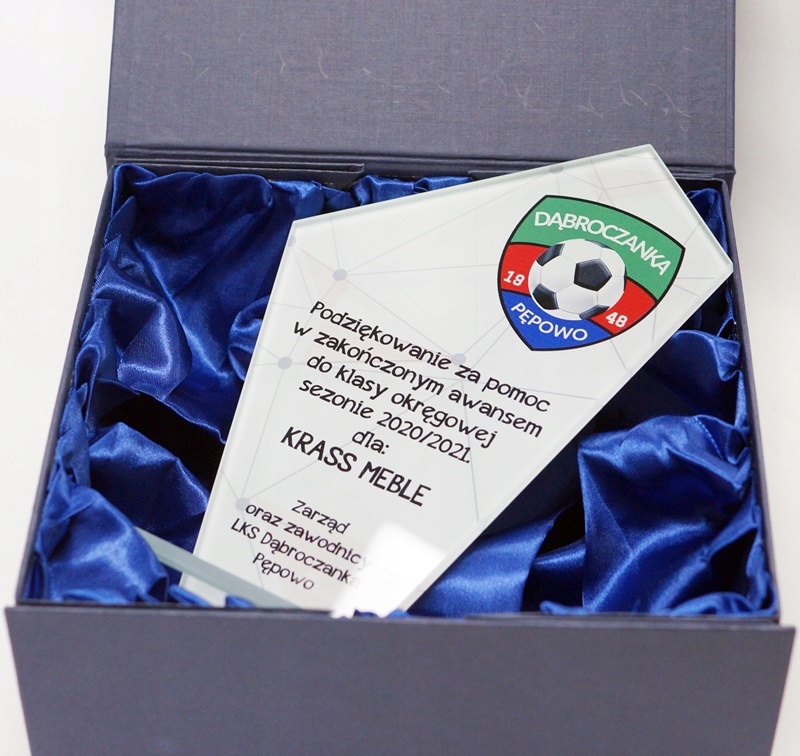 DĄBROCZANKA
19 48
PĘPOWO
Podziękowanie za pomoc
w zakończonym awansem
do klasy okręgowej
sezonie 2020/2021
dla:
KRASS MEBLE
Zarząd
oraz zawodnicy
LKS Dąbroczanka
Pępowo